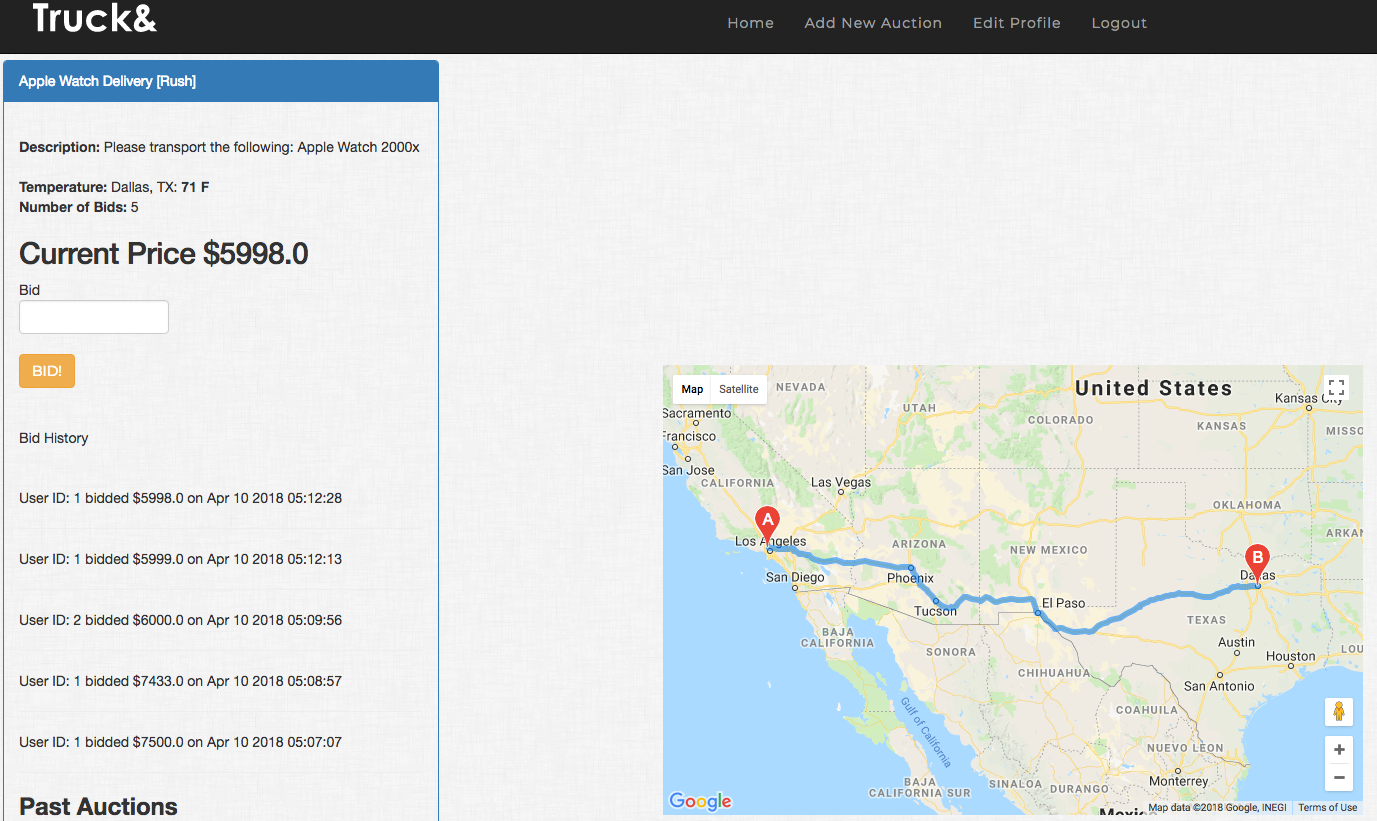 Truck&
Home
Add New Auction
Edit Profile
Logout
Apple Watch Delivery [Rush]
Description: Please transport the following: Apple Watch 2000x
Temperature: Dallas, TX: 71 F
Number of Bids: 5
Current Price $5998.0
Bid
BID!
Bid History
User ID: 1 bidded $5998.0 on Apr 10 2018 05:12:28
User ID: 1 bidded $5999.0 on Apr 10 2018 05:12:13
User ID: 2 bidded $6000.0 on Apr 10 2018 05:09:56
User ID: 1 bidded $7433.0 on Apr 10 2018 05:08:57
User ID: 1 bidded $7500.0 on Apr 10 2018 05:07:07
Past Auctions
Map
Satellite
NEVADA
United States
Kansas City
Sacramento
UTAH
COLORADO
KANSAS
MISSO
Francisco
San Jose
CALIFORNIA
Las Vegas
OKLAHOMA
A
Los Angeles
ARIZONA
NEW MEXICO
ARKAN
B
San Diego
Phoenix
Dallas
Tucson
El Paso
TEXAS
BAJA
CALIFORNIA
SONORA
Austin
Houston
LOU
CHIHUAHUA
San Antonio
COAHUILA
Gulf of California
NUEVO LEON
BAJA
CALIFORNIA SUR
SINALOA
DURANGO
Monterrey
Google
Mexico
Map data ©2018 Google, INEGI
Terms of Use